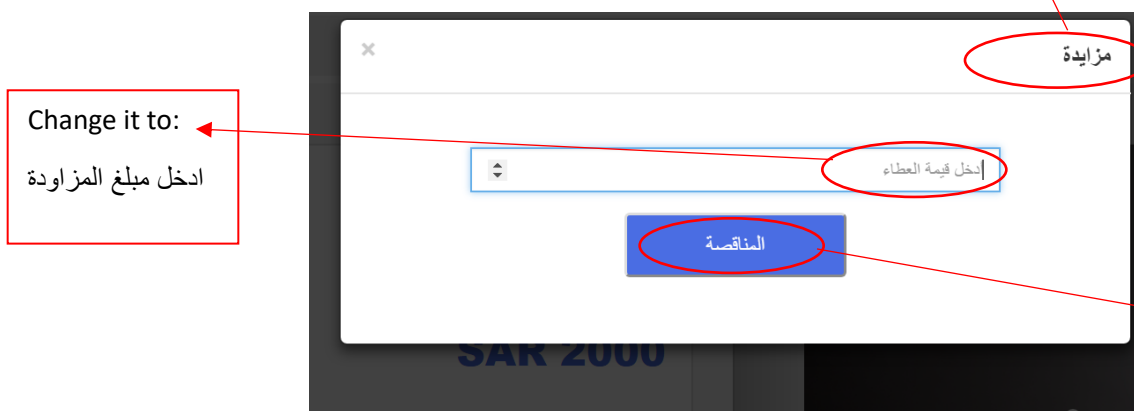 ×
مزايدة
Change it to:
ادخل مبلغ المزاودة
ادخل قيمة العطاء
المناقصة
SAR 2000